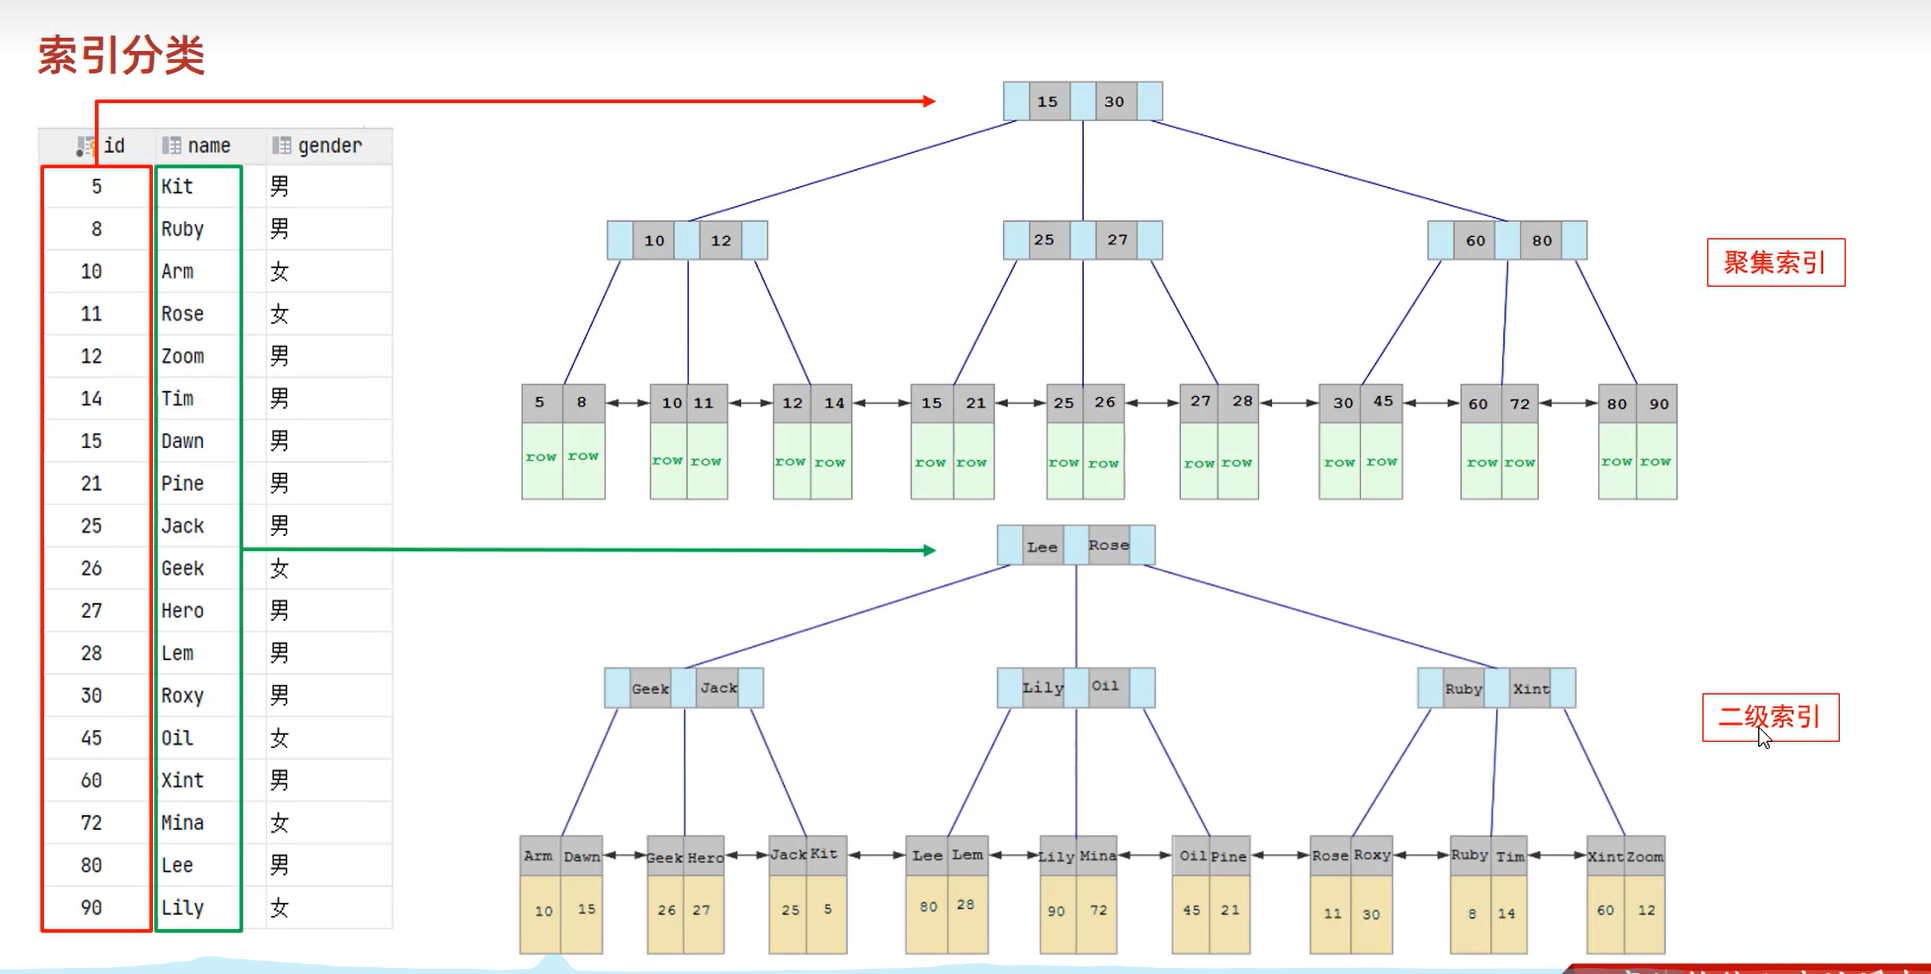 索引分类
id name gender
5 Kit 男
8 Ruby 男
10 Arm 女
11 Rose 女
12 Zoom 男
14 Tim 男
15 Dawn 男
21 Pine 男
25 Jack 男
26 Geek 女
27 Hero 男
28 Lem 男
30 Roxy 男
45 Oil 女
60 Xint 男
72 Mina 女
80 Lee 男
90 Lily 女
15 30
10 12 25 27 60 80
聚集索引
5 8 10 11 12 14 15 21 25 26 27 28 30 45 60 72 80 90
row row row row row row row row row row row row row row row row row row
Lee Rose
Geek Jack Lily Oil Ruby Xint
二级索引
Arm Dawn Geek Hero Jack Kit Lee Lem Lily Mina Oil Pine Rose Roxy Ruby Tim Xint Zoom
10 15 26 27 25 5 80 28 90 72 45 21 11 30 8 14 60 12